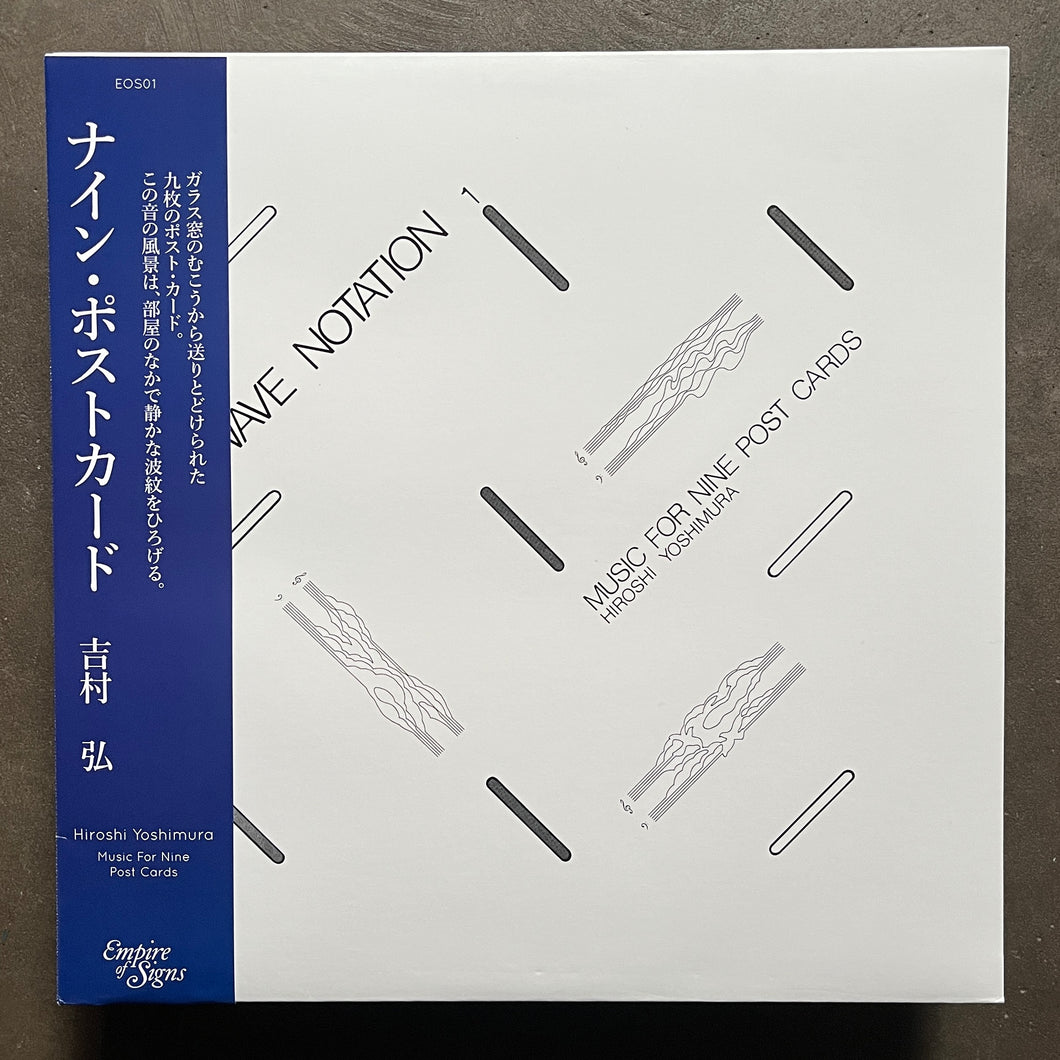 EOS01
ナイン・ポストカード 吉村 弘
ガラス窓のむこうから送りとどけられた
九枚のポスト・カード。
この音の風景は、部屋のなかで静かな波紋をひろげる。
Hiroshi Yoshimura
Music For Nine
Post Cards
Empire
of Signs
WAVE NOTATION 1
MUSIC FOR NINE POST CARDS
HIROSHI YOSHIMURA